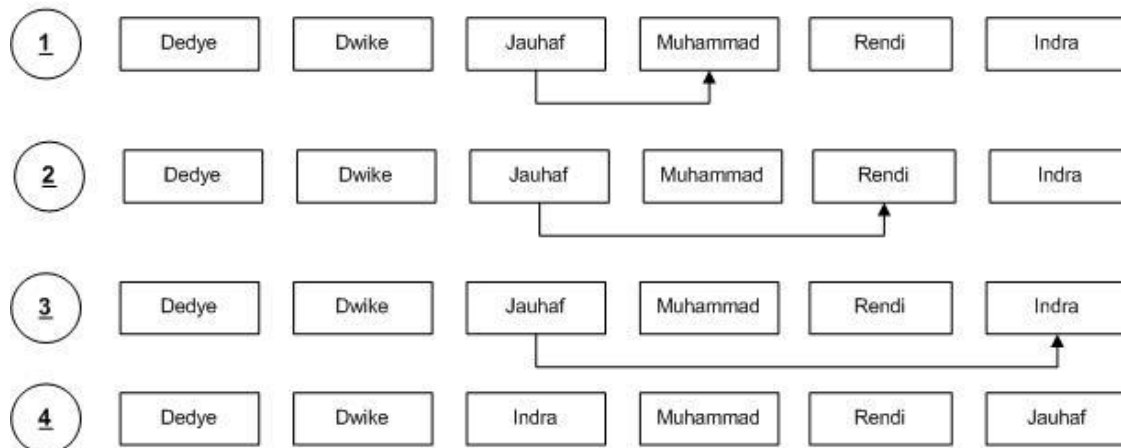 1 Dedye Dwike Jauhaf Muhammad Rendi Indra
2 Dedye Dwike Jauhaf Muhammad Rendi Indra
3 Dedye Dwike Jauhaf Muhammad Rendi Indra
4 Dedye Dwike Indra Muhammad Rendi Jauhaf